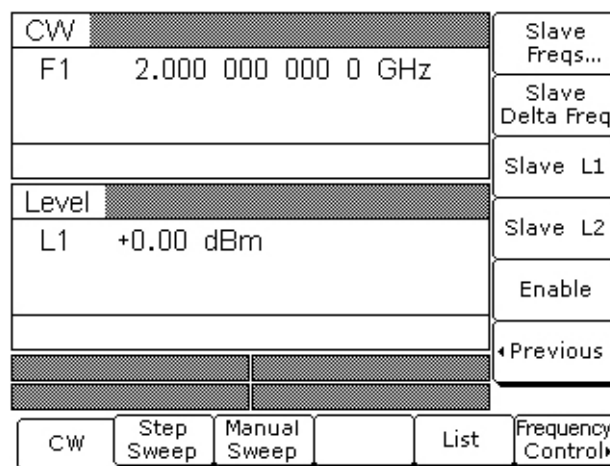 CW
F1 2.000 000 000 0 GHz
Level
L1 +0.00 dBm
Slave
Freqs...
Slave
Delta Freq
Slave L1
Slave L2
Enable
Previous
CW
Step
Sweep
Manual
Sweep
List
Frequency
Control